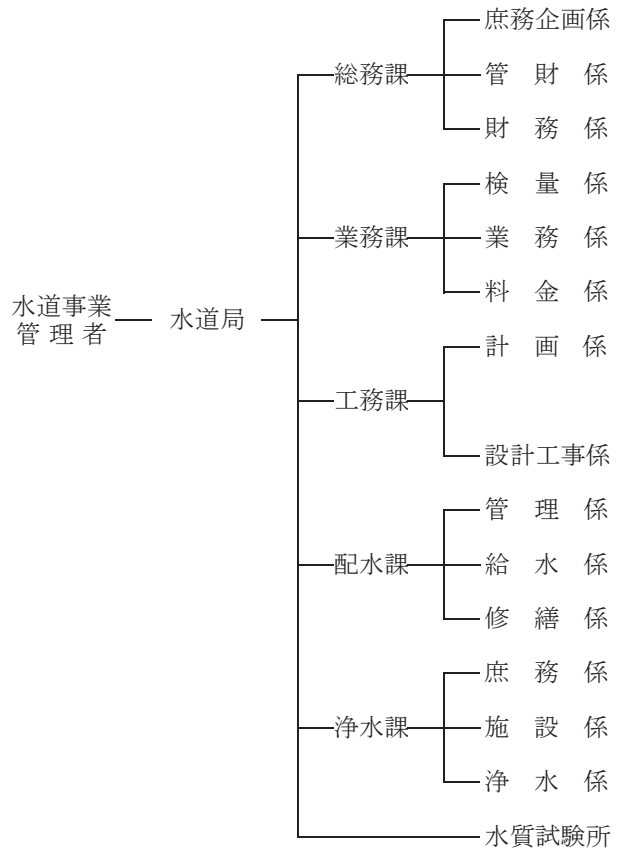 水道事業
管理者
水道局
総務課
庶務企画係
管財係
財務係
業務課
検量係
業務係
料金係
工務課
計画係
設計工事係
配水課
管理係
給水係
修繕係
浄水課
庶務係
施設係
浄水係
水質試験所